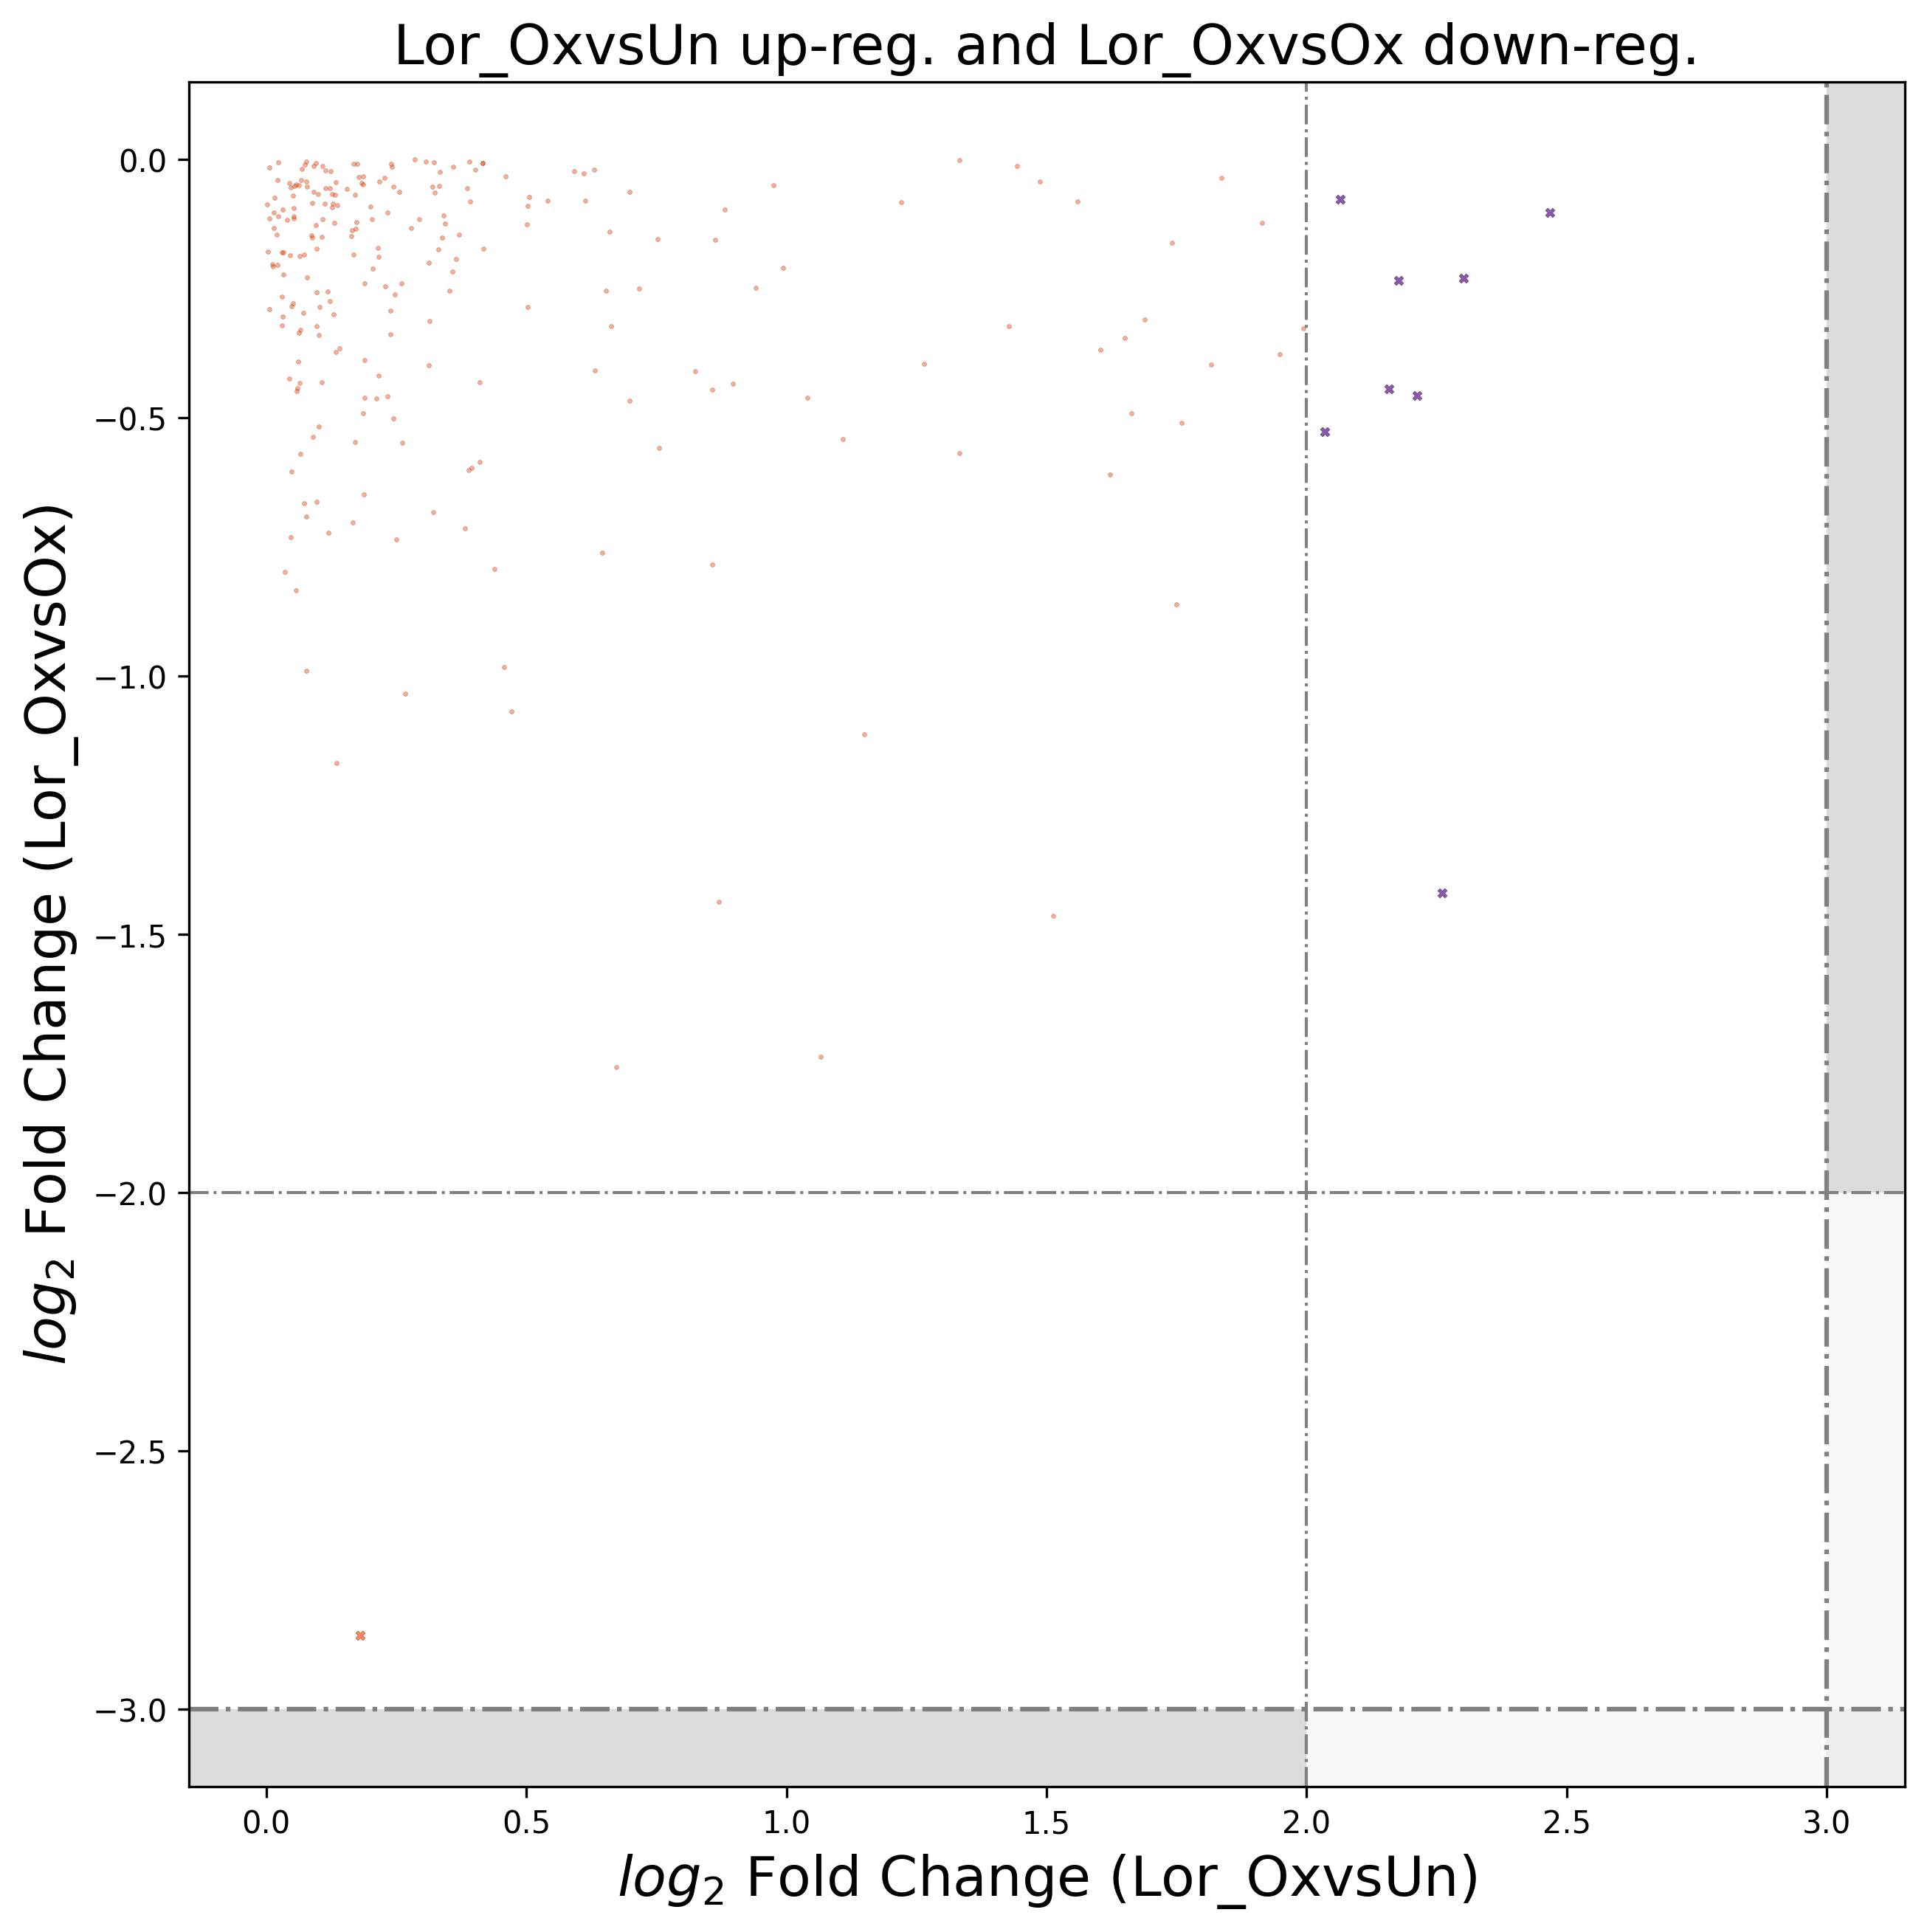 Lor_OxvsUn up-reg. and Lor_OxvsOx down-reg.
log2 Fold Change (Lor_OxvsOx)
0.0
−0.5
−1.0
−1.5
−2.0
−2.5
−3.0
0.0 0.5 1.0 1.5 2.0 2.5 3.0
log2 Fold Change (Lor_OxvsUn)